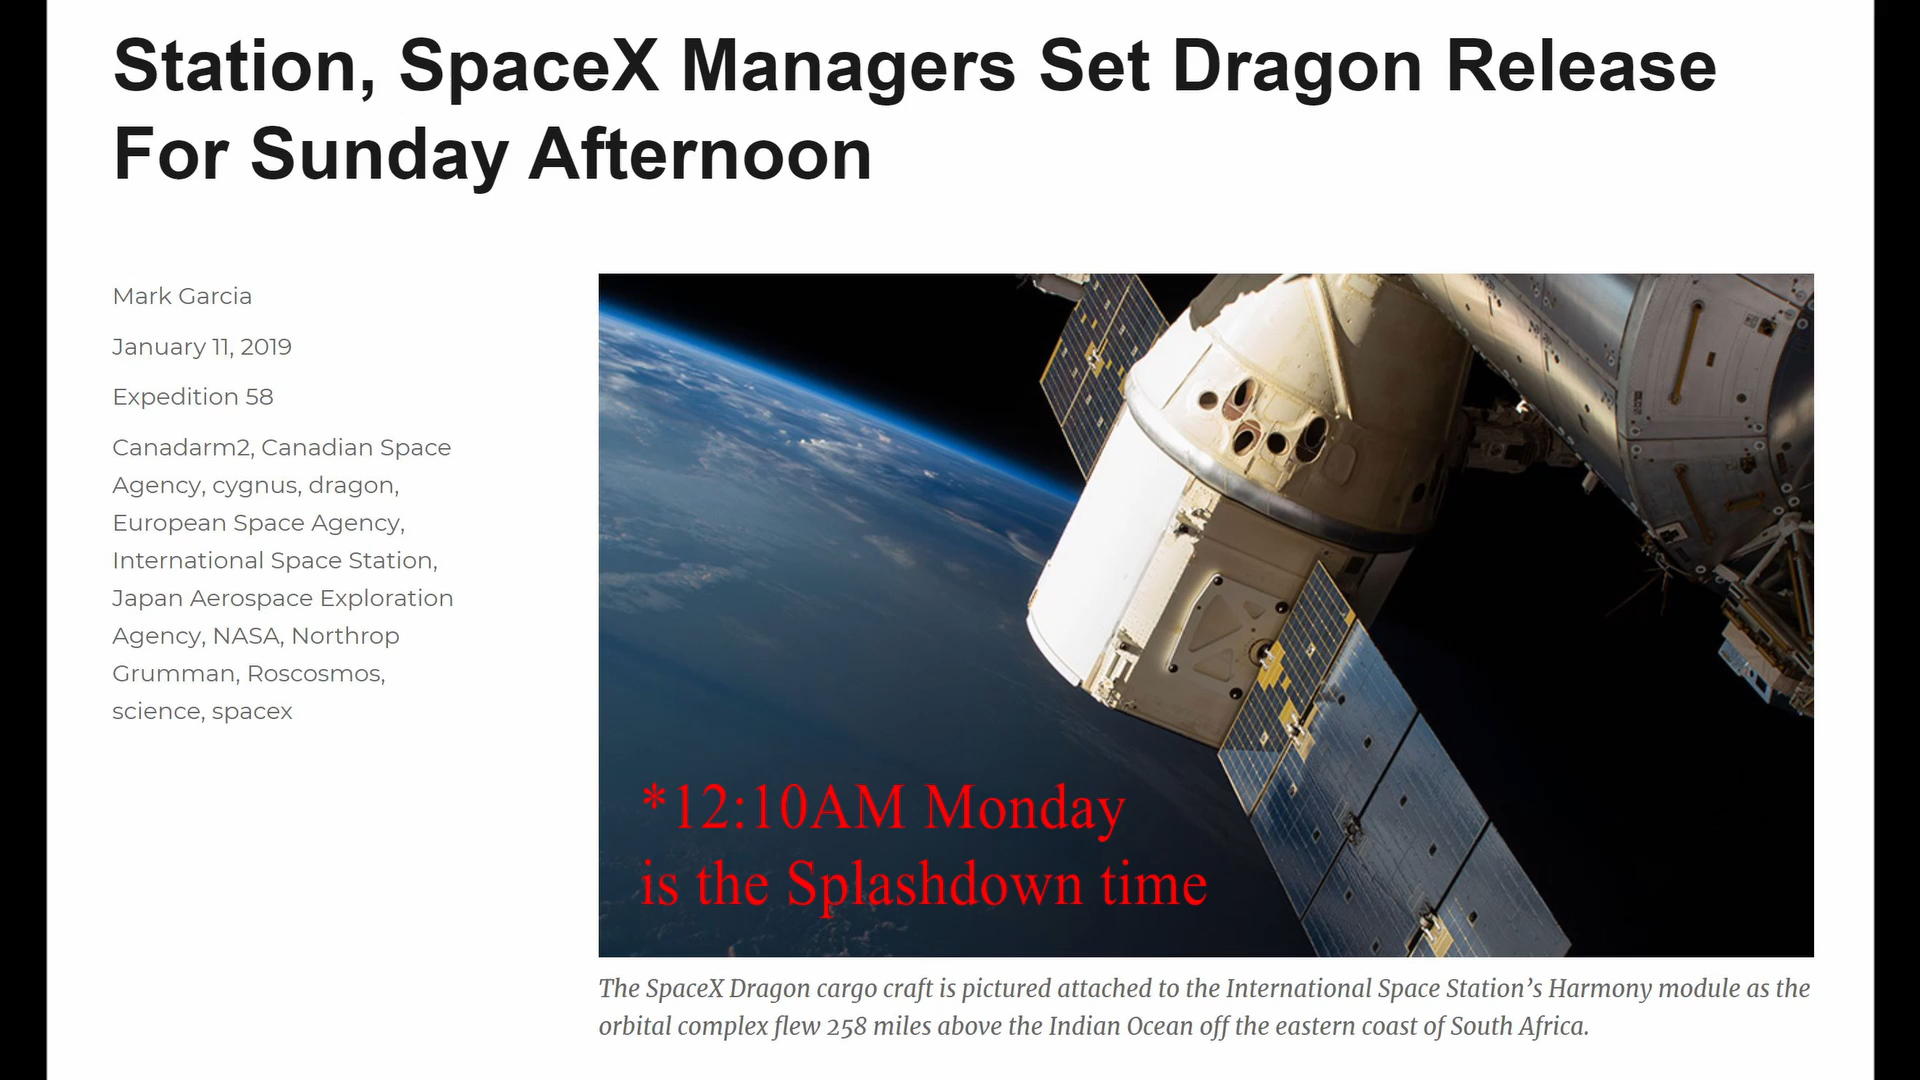 Station, SpaceX Managers Set Dragon Release
For Sunday Afternoon
Mark Garcia
January 11, 2019
Expedition 58
Canadarm2, Canadian Space
Agency, cygnus, dragon,
European Space Agency,
International Space Station,
Japan Aerospace Exploration
Agency, NASA, Northrop
Grumman, Roscosmos,
science, spacex
*12:10AM Monday
is the Splashdown time
The SpaceX Dragon cargo craft is pictured attached to the International Space Station’s Harmony module as the
orbital complex flew 258 miles above the Indian Ocean off the eastern coast of South Africa.